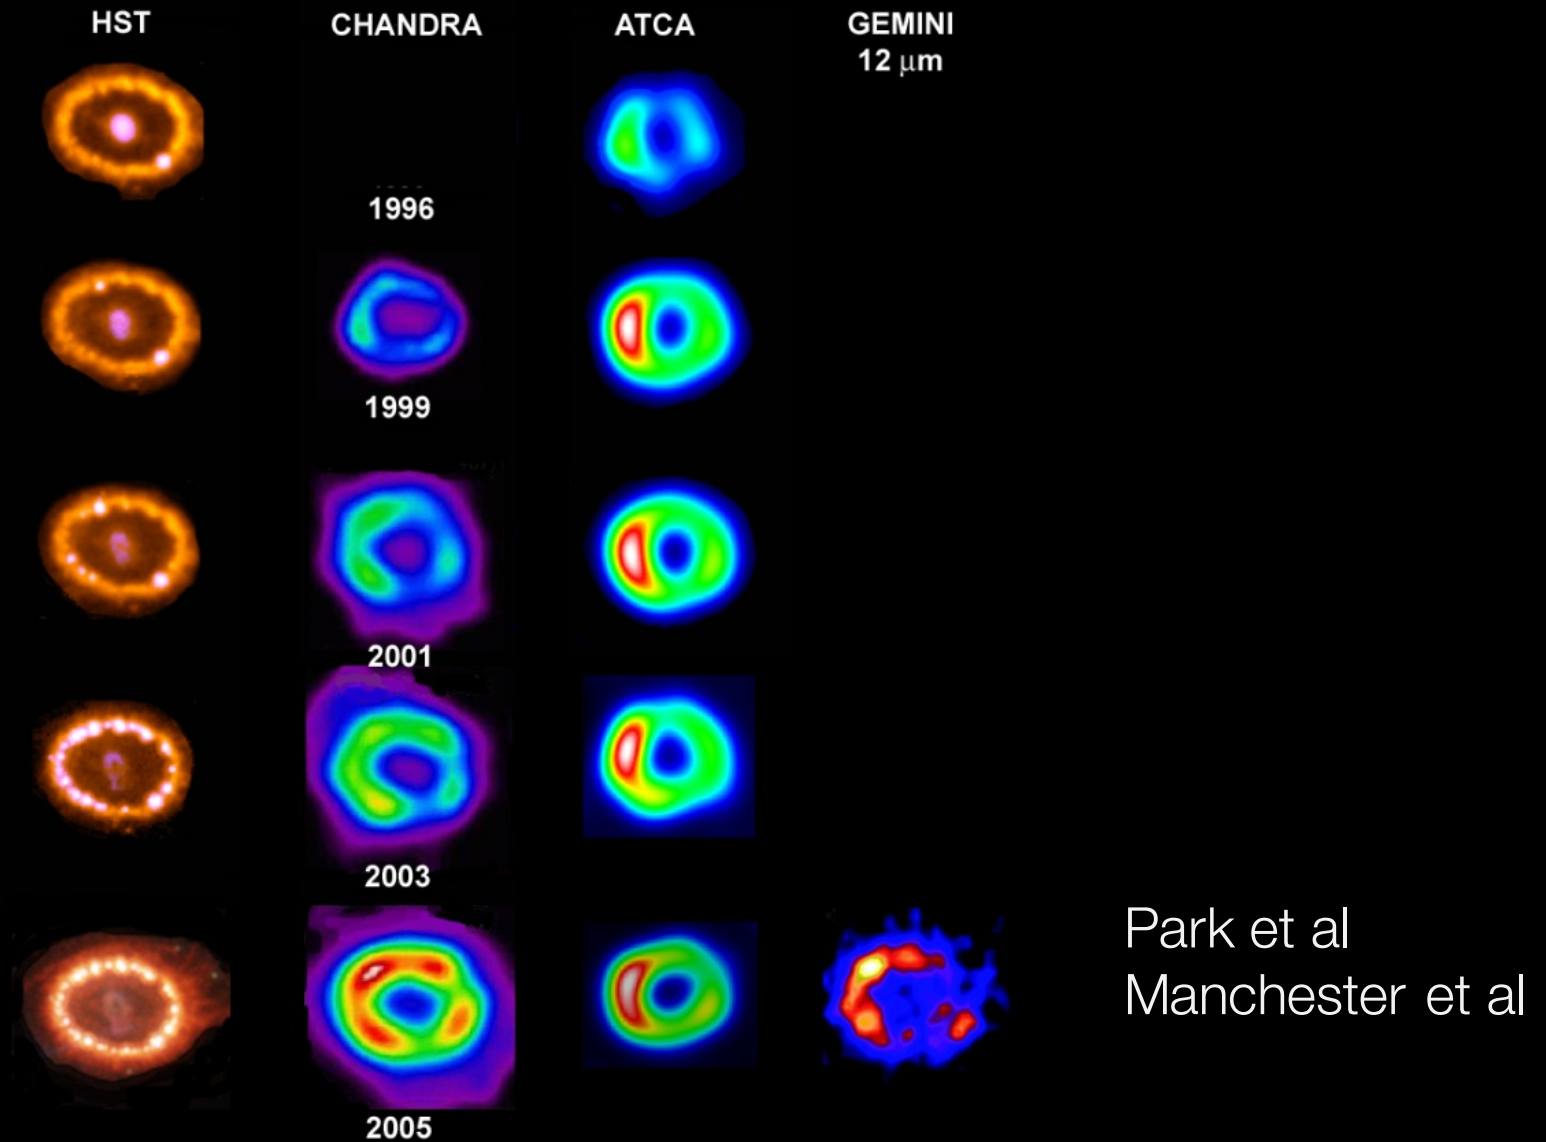 HST
CHANDRA
ATCA
GEMINI
12 μm
1996
1999
2001
2003
2005
Park et al
Manchester et al